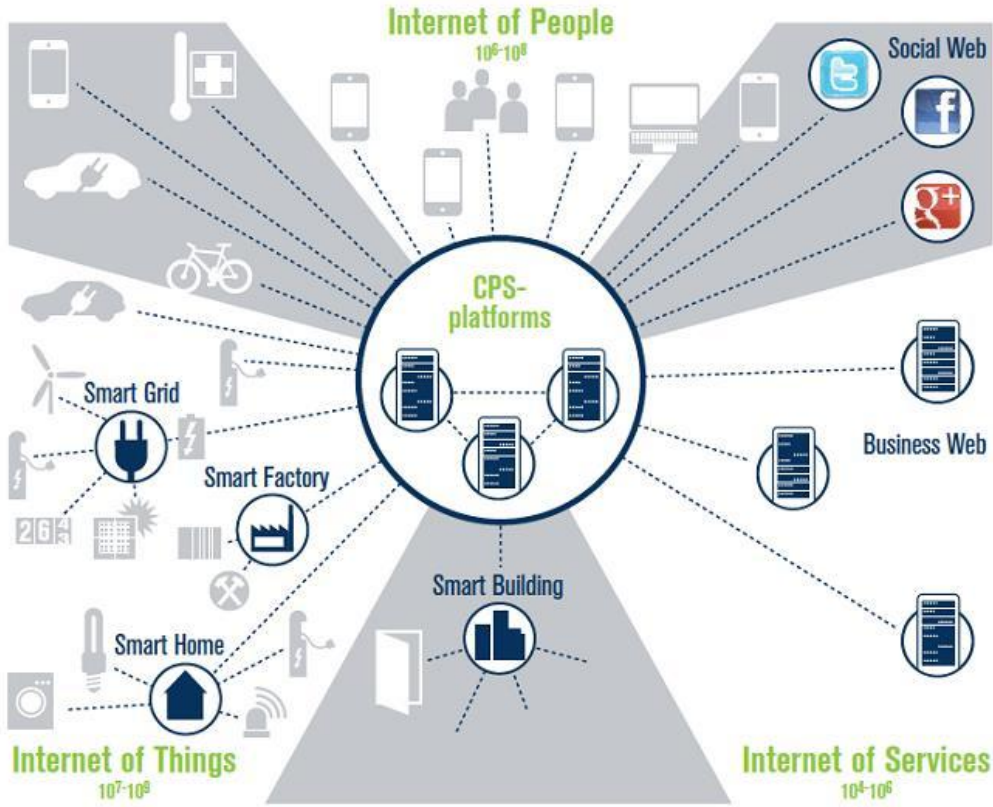 Internet of People
10⁶-10⁸
Social Web
CPS-
platforms
Smart Grid
Business Web
Smart Factory
Smart Building
Smart Home
Internet of Things
10⁷-10⁹
Internet of Services
10⁴-10⁶